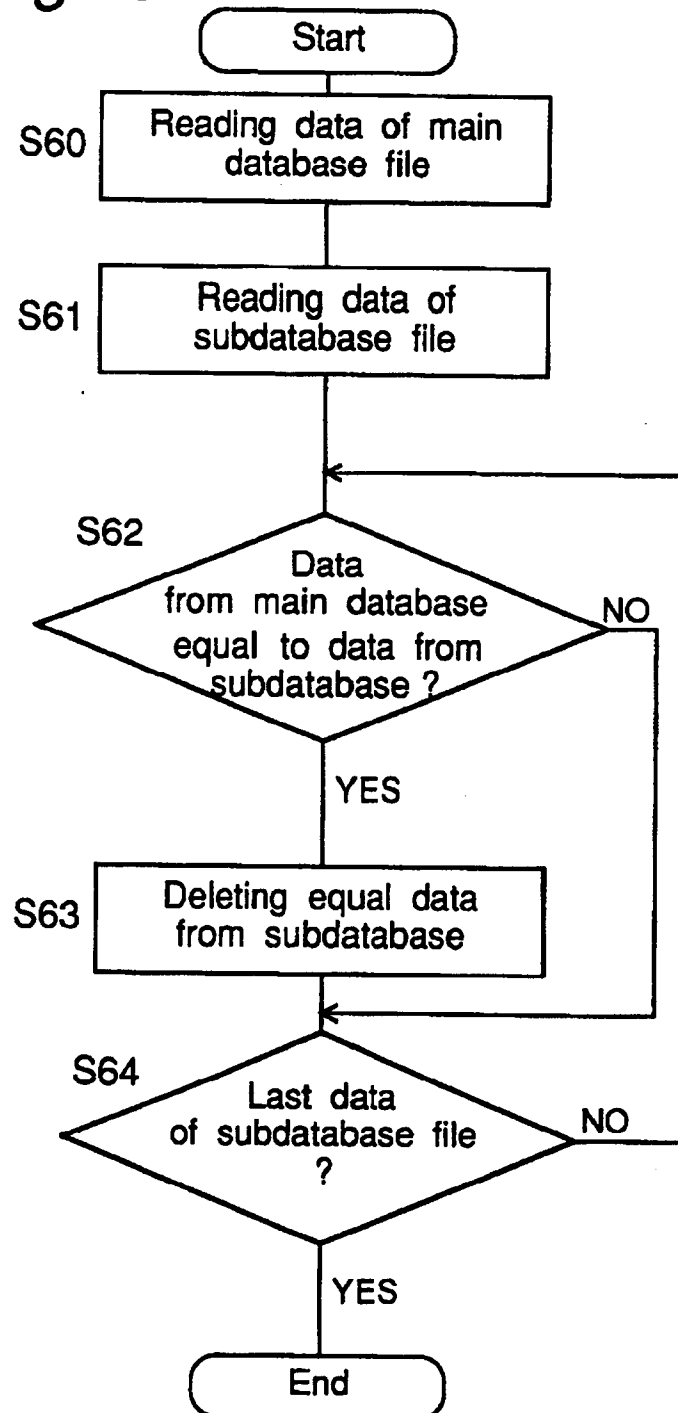 Start
S60
Reading data of main
database file
S61
Reading data of
subdatabase file
S62
Data
from main database
equal to data from
subdatabase ?
NO
YES
S63
Deleting equal data
from subdatabase
S64
Last data
of subdatabase file
?
NO
YES
End